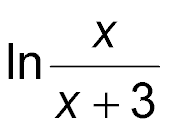 ln x/(x + 3)